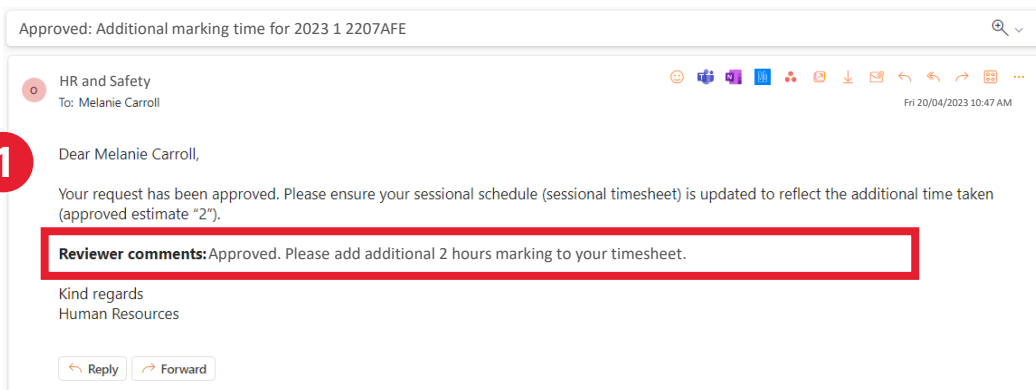 Approved: Additional marking time for 2023 1 2207AFE
O
HR and Safety
To: Melanie Carroll
Fri 20/04/2023 10:47 AM
1
Dear Melanie Carroll,
Your request has been approved. Please ensure your sessional schedule (sessional timesheet) is updated to reflect the additional time taken
(approved estimate “2”).
Reviewer comments: Approved. Please add additional 2 hours marking to your timesheet.
Kind regards
Human Resources
Reply Forward